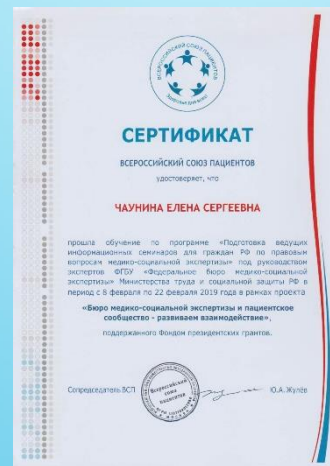 ВСЕРОССИЙСКИЙ СОЮЗ ПАЦИЕНТОВ
СЕРТИФИКАТ
ВСЕРОССИЙСКИЙ СОЮЗ ПАЦИЕНТОВ
удостоверяет, что
ЧАУНИНА ЕЛЕНА СЕРГЕЕВНА
прошла обучение по программе «Подготовка ведущих
информационных семинаров для граждан РФ по правовым
вопросам медико-социальной экспертизы» под руководством
экспертов ФГБУ «Федеральное бюро медико-социальной
экспертизы» Министерства труда и социальной защиты РФ в
период с 8 февраля по 22 февраля 2019 года в рамках проекта
«Бюро медико-социальной экспертизы и пациентское
сообщество - развиваем взаимодействие»,
поддержанного Фондом президентских грантов.
Сопредседатель ВСП
Всероссийский
союз
пациентов
Ю.А. Жулёв